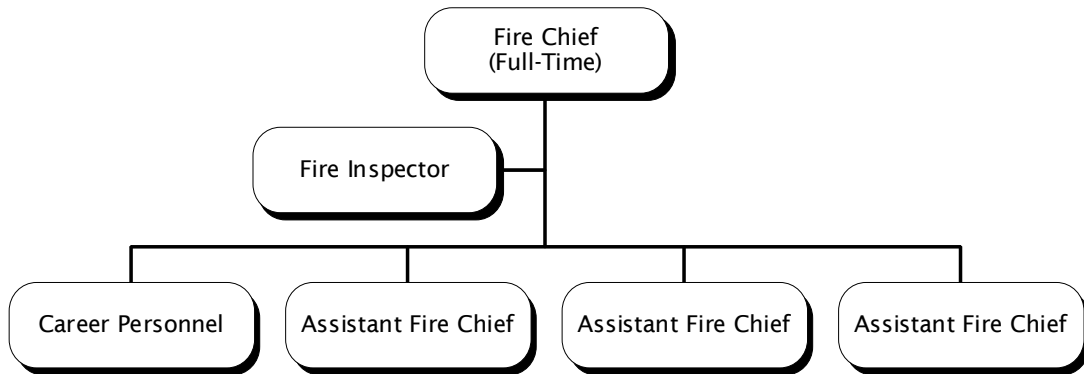 Fire Chief
(Full-Time)
Fire Inspector
Career Personnel
Assistant Fire Chief
Assistant Fire Chief
Assistant Fire Chief